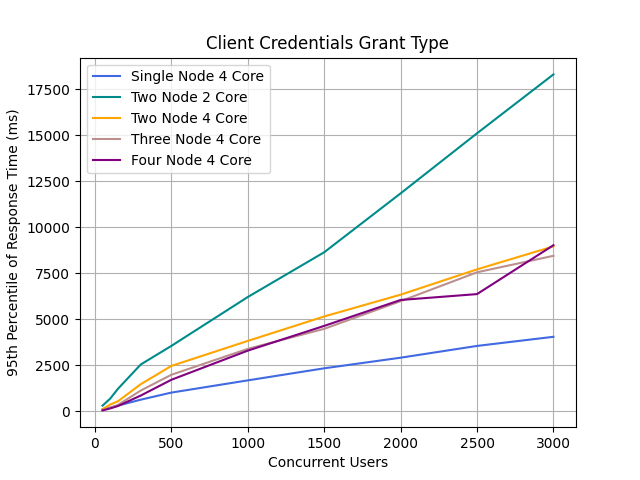 Client Credentials Grant Type
Single Node 4 Core
Two Node 2 Core
Two Node 4 Core
Three Node 4 Core
Four Node 4 Core
95th Percentile of Response Time (ms)
17500
15000
12500
10000
7500
5000
2500
0
0 500 1000 1500 2000 2500 3000
Concurrent Users